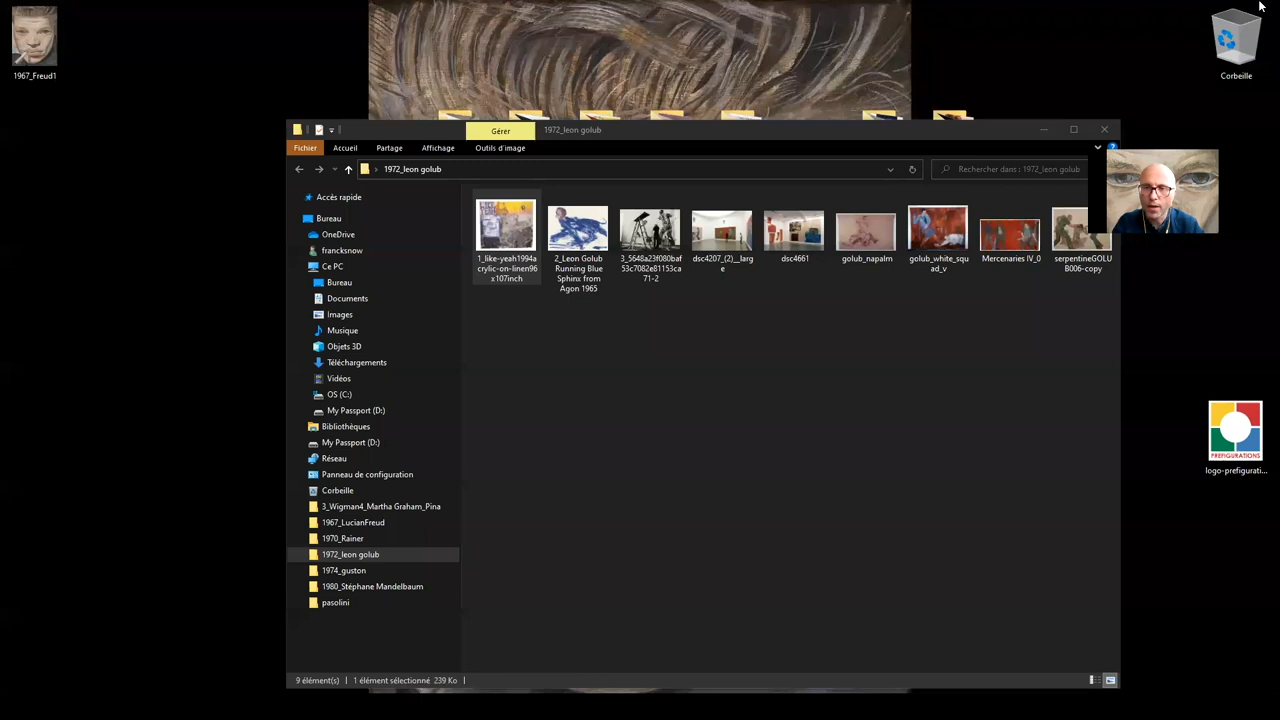 1967_Freud1
Corbeille
Gérer
1972_leon golub
Fichier
Accueil
Partage
Affichage
Outils d'image
1972_leon golub
Rechercher dans : 1972_leon golub
Accès rapide
Bureau
OneDrive
francksnow
Ce PC
Bureau
Documents
Images
Musique
Objets 3D
Téléchargements
Vidéos
OS (C:)
My Passport (D:)
Bibliothèques
My Passport (D:)
Réseau
Panneau de configuration
Corbeille
3_Wigman4_Martha Graham_Pina
1967_LucianFreud
1970_Rainer
1972_leon golub
1974_guston
1980_Stéphane Mandelbaum
pasolini
1_like-yeah1994a
crylic-on-linen96
x107inch
2_Leon Golub
Running Blue
Sphinx from
Agon 1965
3_5648a23f080baf
53c7082e81153ca
71-2
dsc4207_(2)__larg
e
dsc4661
golub_napalm
golub_white_squ
ad_v
Mercenaries IV_0
serpentineGOLU
B006-copy
PREFIGURATIONS
logo-prefigurati...
9 élément(s)
1 élément sélectionné 239 Ko